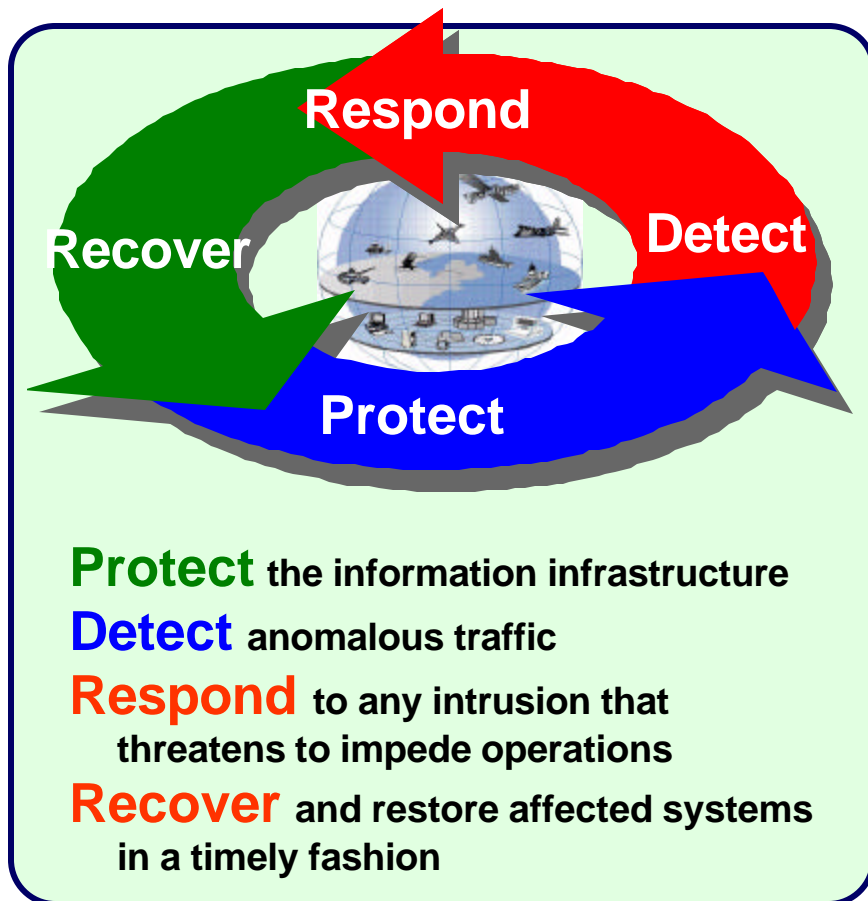 Respond
Recover
Detect
Protect
Protect the information infrastructure
Detect anomalous traffic
Respond to any intrusion that
threatens to impede operations
Recover and restore affected systems
in a timely fashion